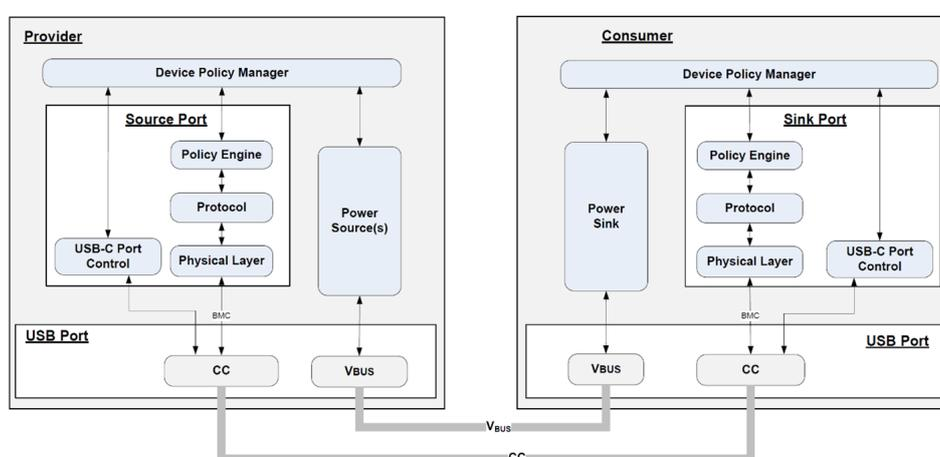 Provider
Device Policy Manager
Source Port
Policy Engine
Protocol
USB-C Port
Control
Physical Layer
Power
Source(s)
BMC
USB Port
CC
VBUS
Consumer
Device Policy Manager
Sink Port
Power
Sink
Policy Engine
Protocol
Physical Layer
USB-C Port
Control
BMC
USB Port
VBUS
CC
VBUS
CC